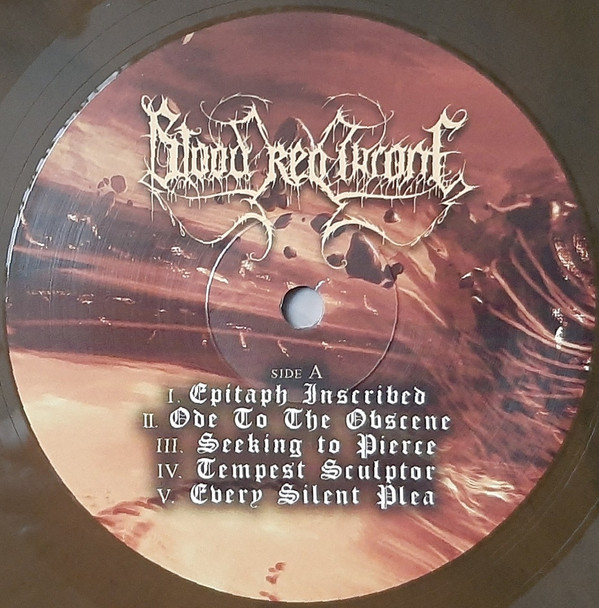 Blood Red Throne
SIDE A
I. Epitaph Inscribed
II. Ode To The Obscene
III. Seeking to Pierce
IV. Tempest Sculptor
V. Every Silent Plea